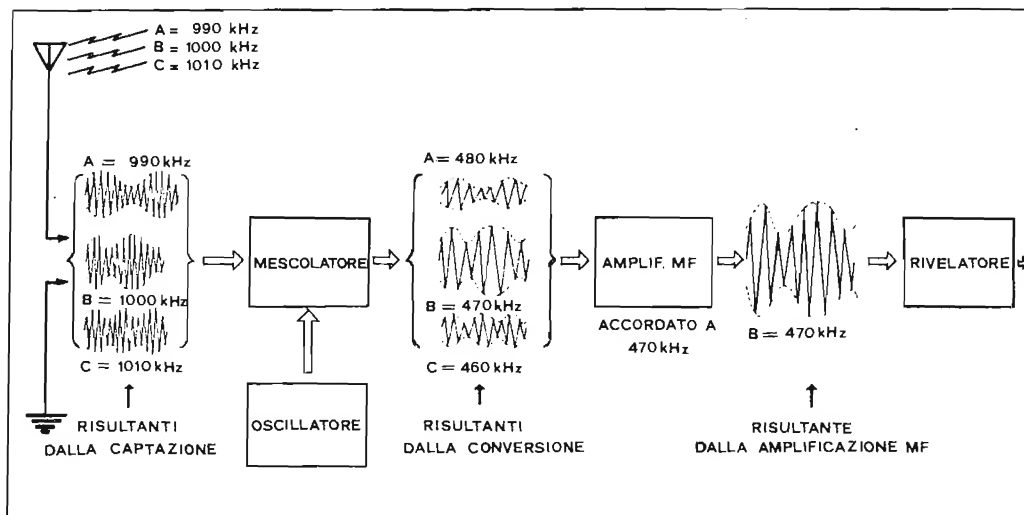 A = 990 kHz
B = 1000 kHz
C = 1010 kHz
A = 990 kHz
B = 1000 kHz
C = 1010 kHz
RISULTANTI
DALLA CAPTAZIONE
MESCOLATORE
OSCILLATORE
A = 480 kHz
B = 470 kHz
C = 460 kHz
RISULTANTI
DALLA CONVERSIONE
AMPLIF. MF
ACCORDATO A
470 kHz
B = 470 kHz
RISULTANTE
DALLA AMPLIFICAZIONE MF
RIVELATORE